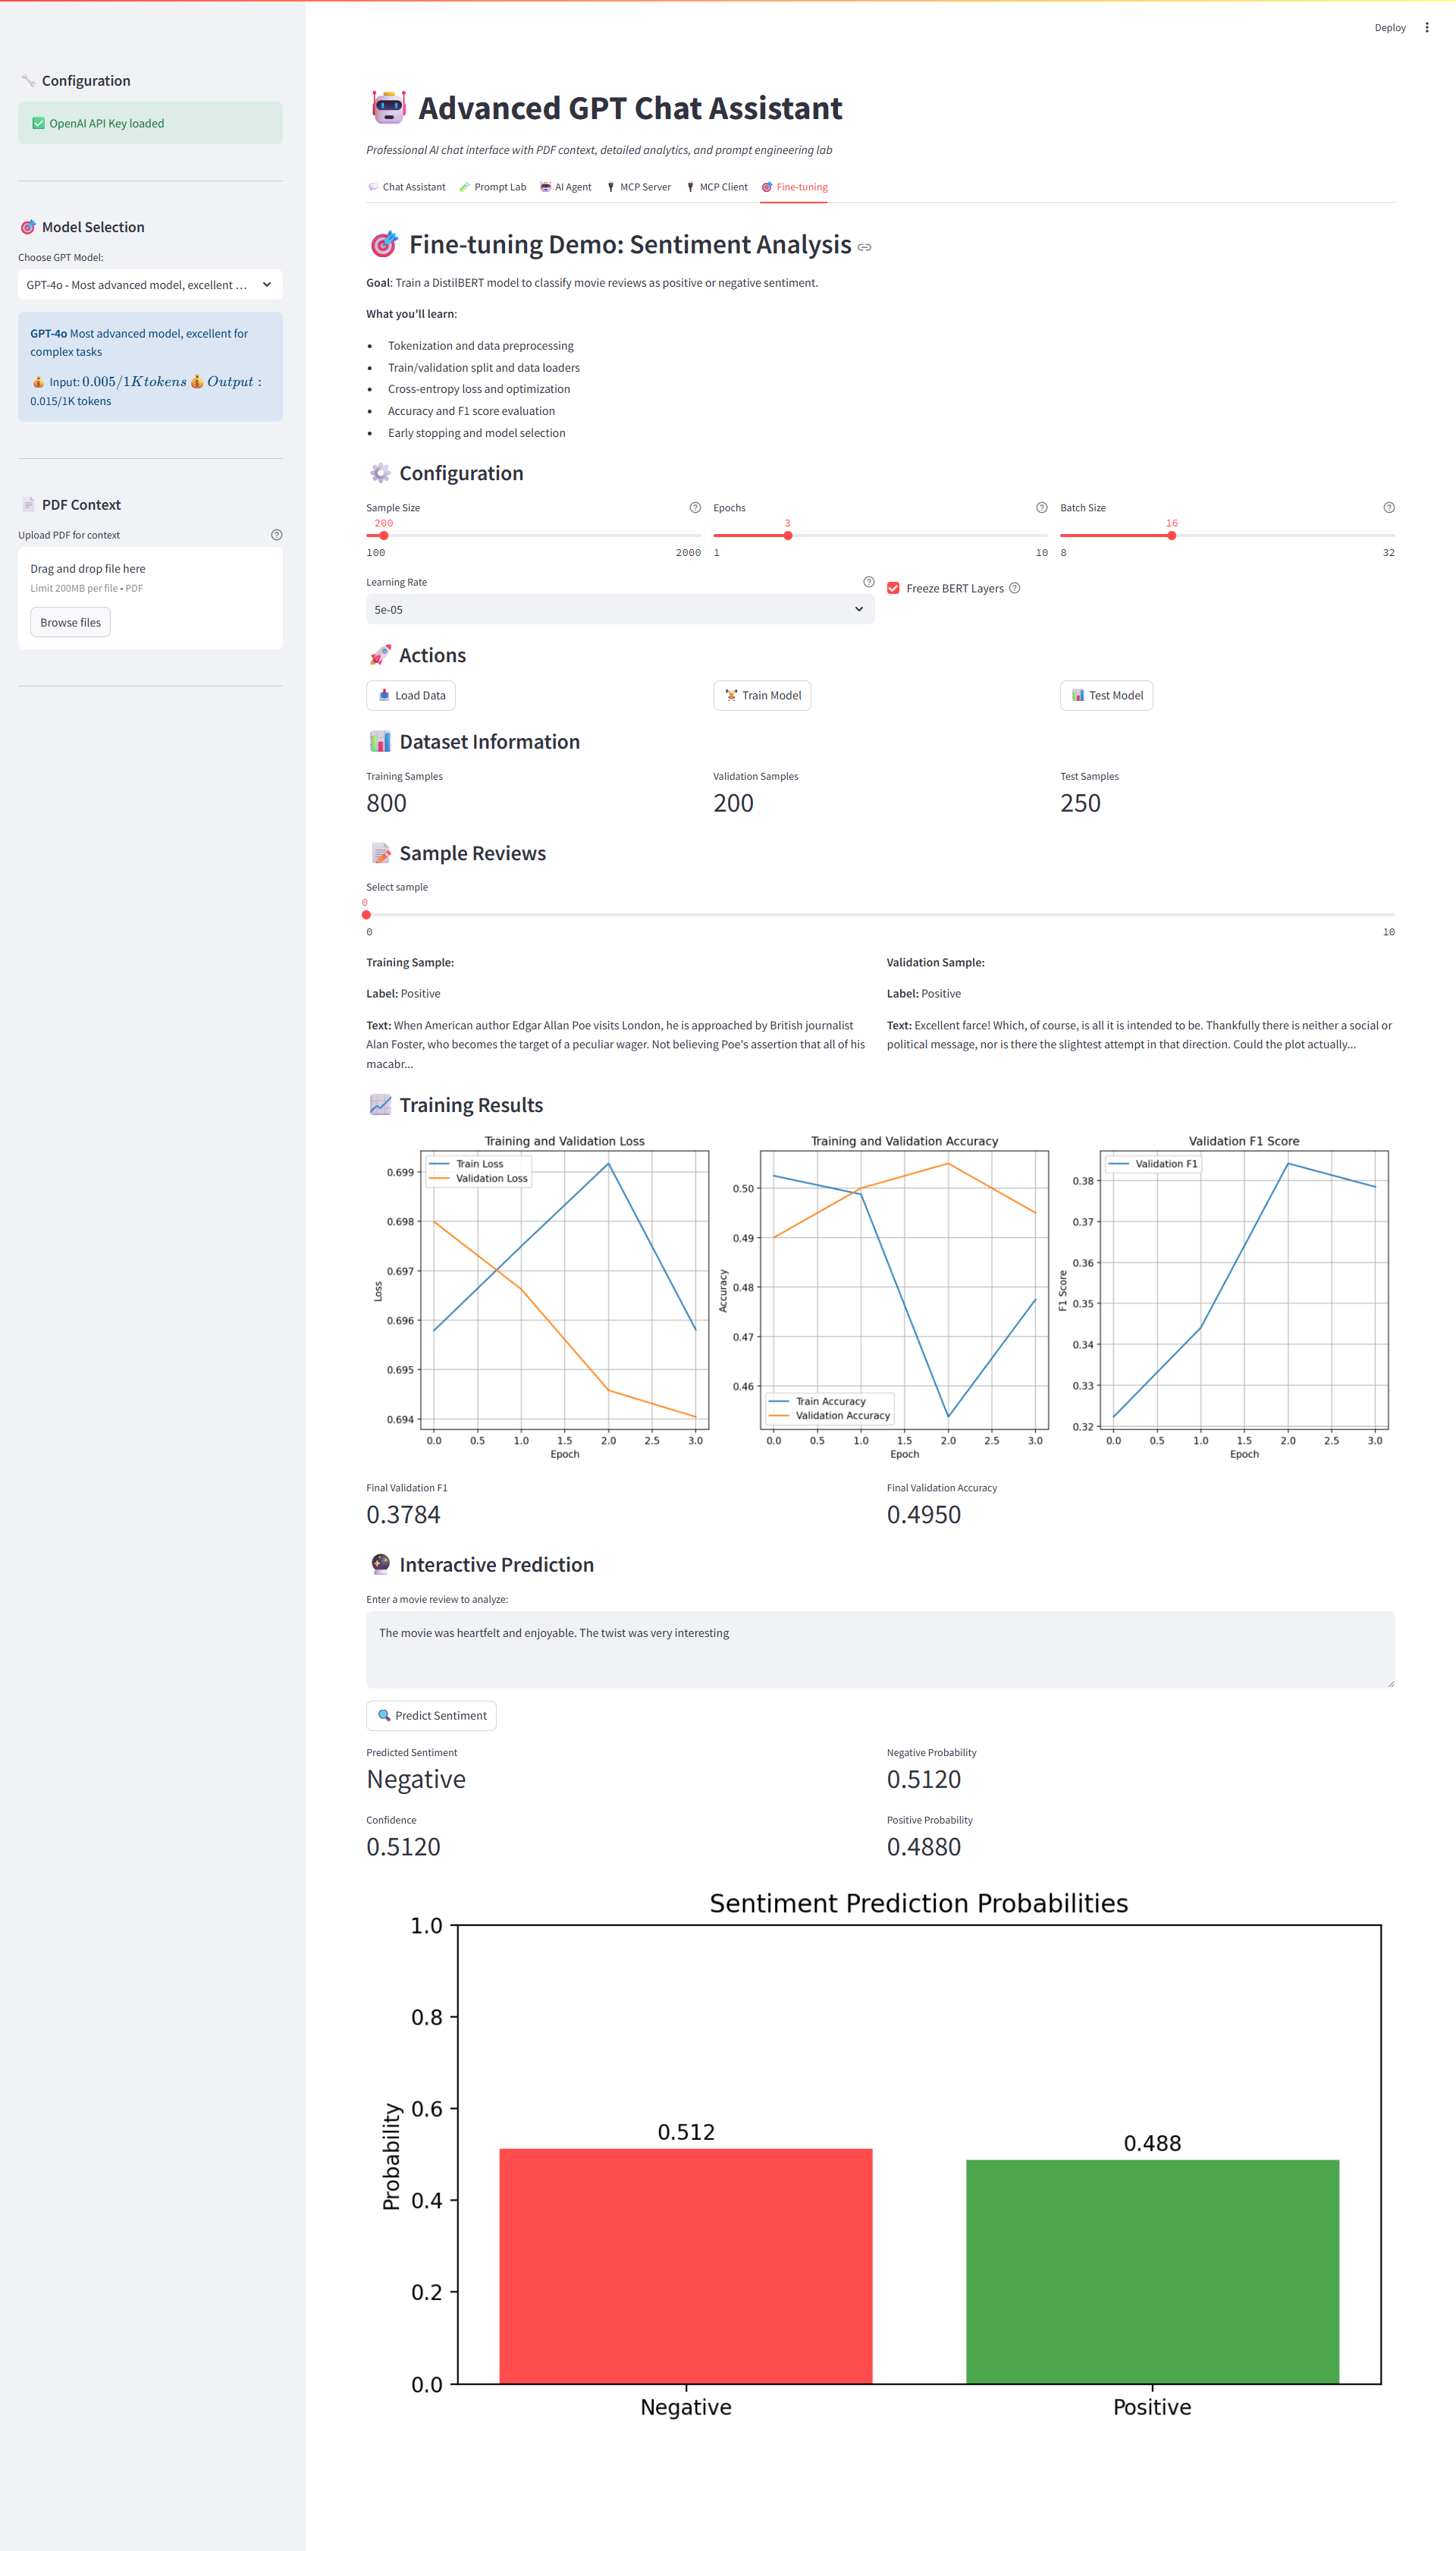 Deploy
Configuration
OpenAI API Key loaded
Model Selection
Choose GPT Model:
GPT-4o - Most advanced model, excellent ...
GPT-4o Most advanced model, excellent for
complex tasks
Input: 0.005/1Ktokens Output :
0.015/1K tokens
PDF Context
Upload PDF for context
Drag and drop file here
Limit 200MB per file • PDF
Browse files
Advanced GPT Chat Assistant
Professional AI chat interface with PDF context, detailed analytics, and prompt engineering lab
Chat Assistant Prompt Lab AI Agent MCP Server MCP Client Fine-tuning
Fine-tuning Demo: Sentiment Analysis
Goal: Train a DistilBERT model to classify movie reviews as positive or negative sentiment.
What you'll learn:
• Tokenization and data preprocessing
• Train/validation split and data loaders
• Cross-entropy loss and optimization
• Accuracy and F1 score evaluation
• Early stopping and model selection
Configuration
Sample Size Epochs Batch Size
200 3 16
100 2000 1 10 8 32
Learning Rate
5e-05
Freeze BERT Layers
Actions
Load Data Train Model Test Model
Dataset Information
Training Samples Validation Samples Test Samples
800 200 250
Sample Reviews
Select sample
0
0 10
Training Sample:
Label: Positive
Text: When American author Edgar Allan Poe visits London, he is approached by British journalist
Alan Foster, who becomes the target of a peculiar wager. Not believing Poe's assertion that all of his
macabr...
Validation Sample:
Label: Positive
Text: Excellent farce! Which, of course, is all it is intended to be. Thankfully there is neither a social or
political message, nor is there the slightest attempt in that direction. Could the plot actually...
Training Results
Training and Validation Loss
Train Loss
Validation Loss
Loss
0.699
0.698
0.697
0.696
0.695
0.694
0.0 0.5 1.0 1.5 2.0 2.5 3.0
Epoch
Training and Validation Accuracy
Accuracy
0.50
0.49
0.48
0.47
0.46
Train Accuracy
Validation Accuracy
0.0 0.5 1.0 1.5 2.0 2.5 3.0
Epoch
Validation F1 Score
Validation F1
F1 Score
0.38
0.37
0.36
0.35
0.34
0.33
0.32
0.0 0.5 1.0 1.5 2.0 2.5 3.0
Epoch
Final Validation F1
0.3784
Final Validation Accuracy
0.4950
Interactive Prediction
Enter a movie review to analyze:
The movie was heartfelt and enjoyable. The twist was very interesting
Predict Sentiment
Predicted Sentiment
Negative
Negative Probability
0.5120
Confidence
0.5120
Positive Probability
0.4880
Sentiment Prediction Probabilities
Probability
1.0
0.8
0.6
0.4
0.2
0.0
0.512
0.488
Negative Positive